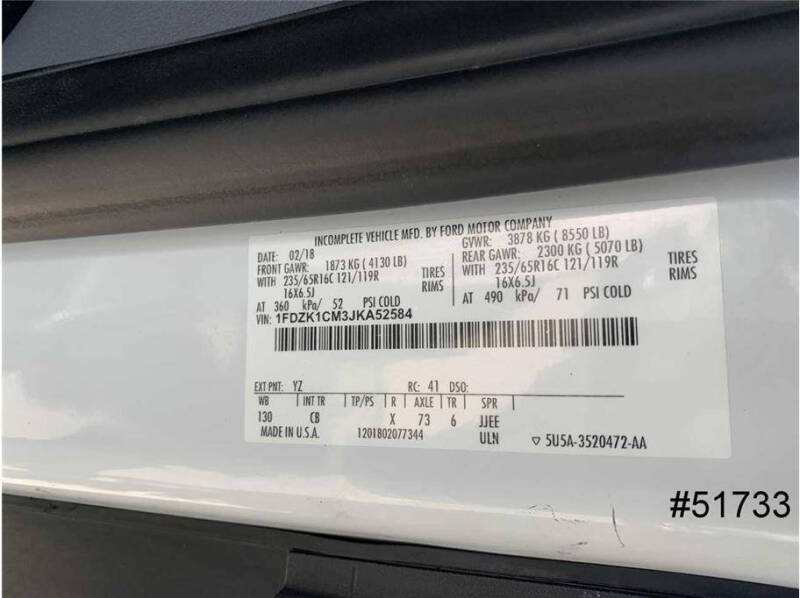 INCOMPLETE VEHICLE MFD. BY FORD MOTOR COMPANY
DATE: 02/18 GVWR: 3878 KG ( 8550 LB)
FRONT GAWR: 1873 KG ( 4130 LB) REAR GAWR: 2300 KG ( 5070 LB)
WITH 235/65R16C 121/119R TIRES WITH 235/65R16C 121/119R TIRES
16X6.5J RIMS 16X6.5J RIMS
AT 360 kPa/ 52 PSI COLD AT 490 kPa/ 71 PSI COLD
VIN: 1FDZK1CM3JKA52584
EXT PNT: YZ RC: 41 DSO:
WB INT TR TP/PS R AXLE TR SPR
130 CB X 73 6 JJEE
MADE IN U.S.A. 1201802077344 ULN ▽ 5U5A-3520472-AA
#51733